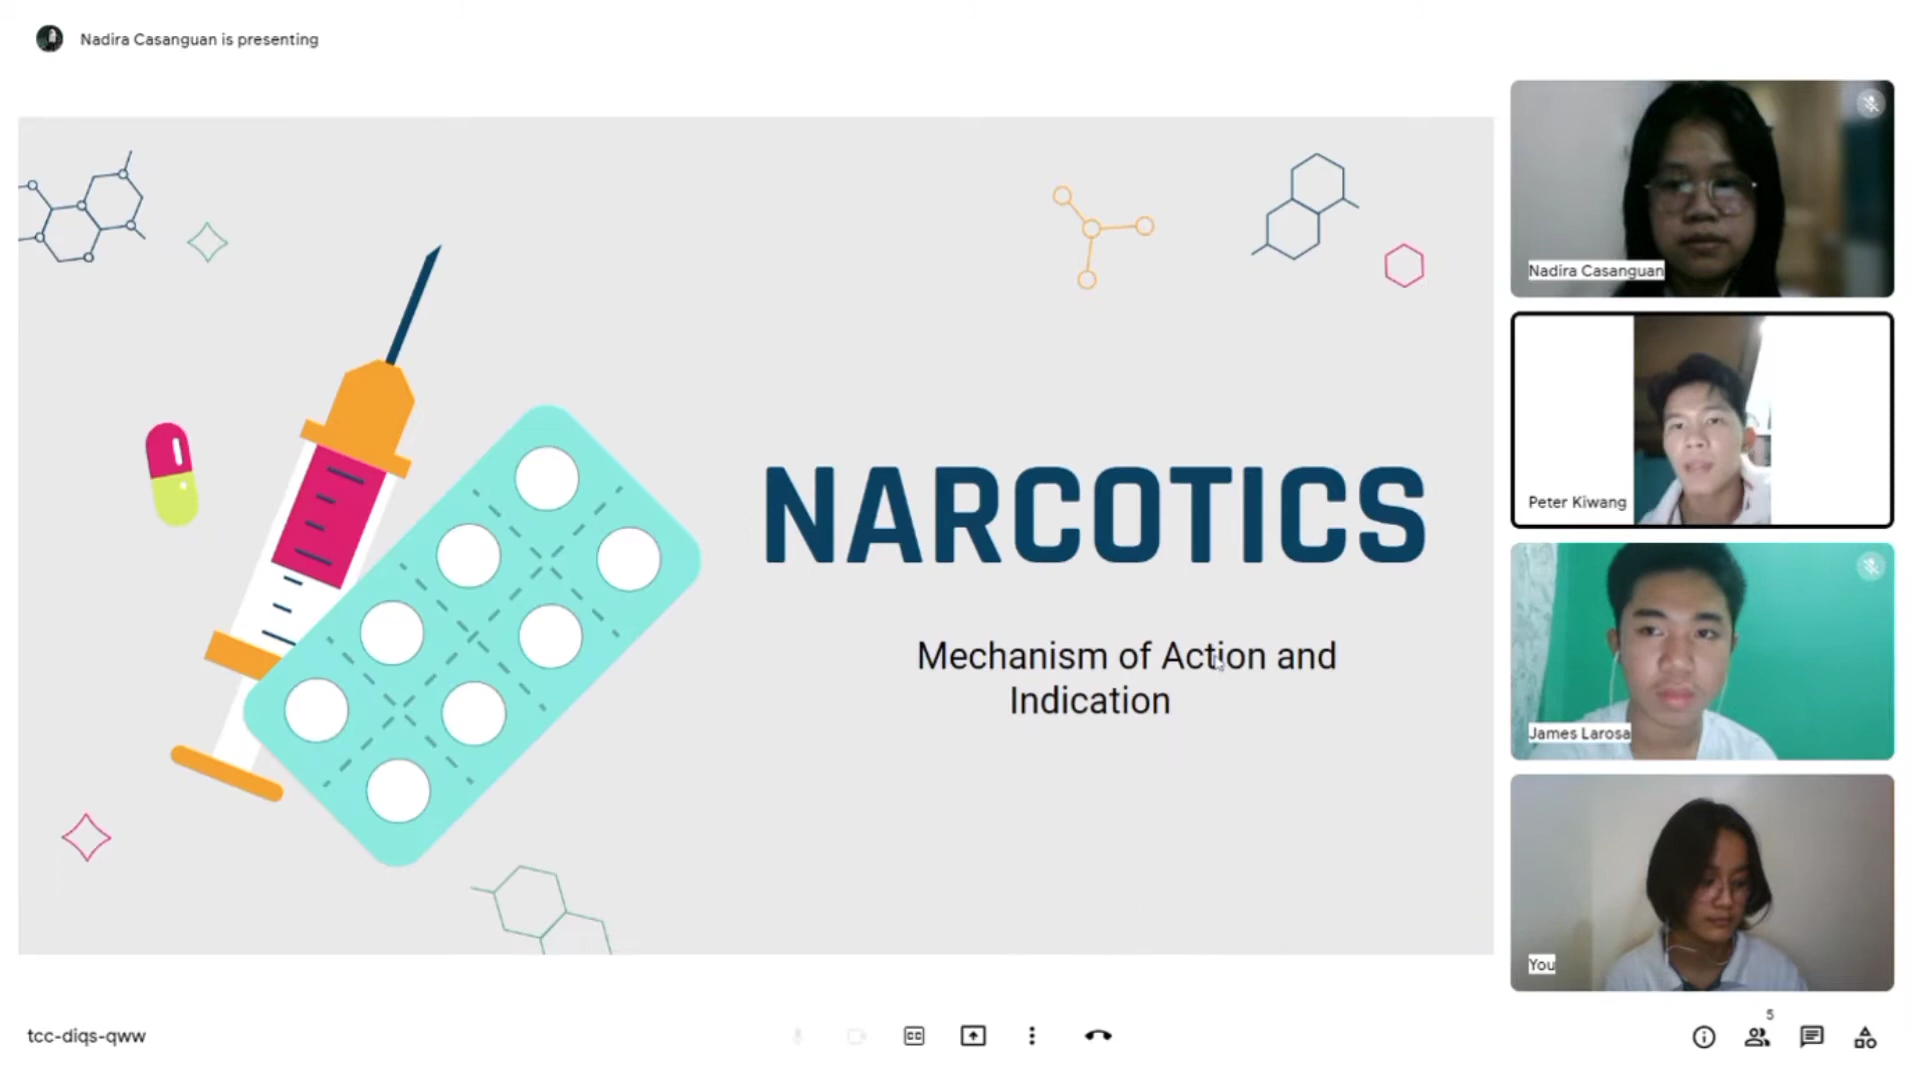 Nadira Casanguan is presenting
NARCOTICS
Mechanism of Action and
Indication
Nadira Casanguan
Peter Kiwang
James Larosa
You
tcc-diqs-qww
CC
5